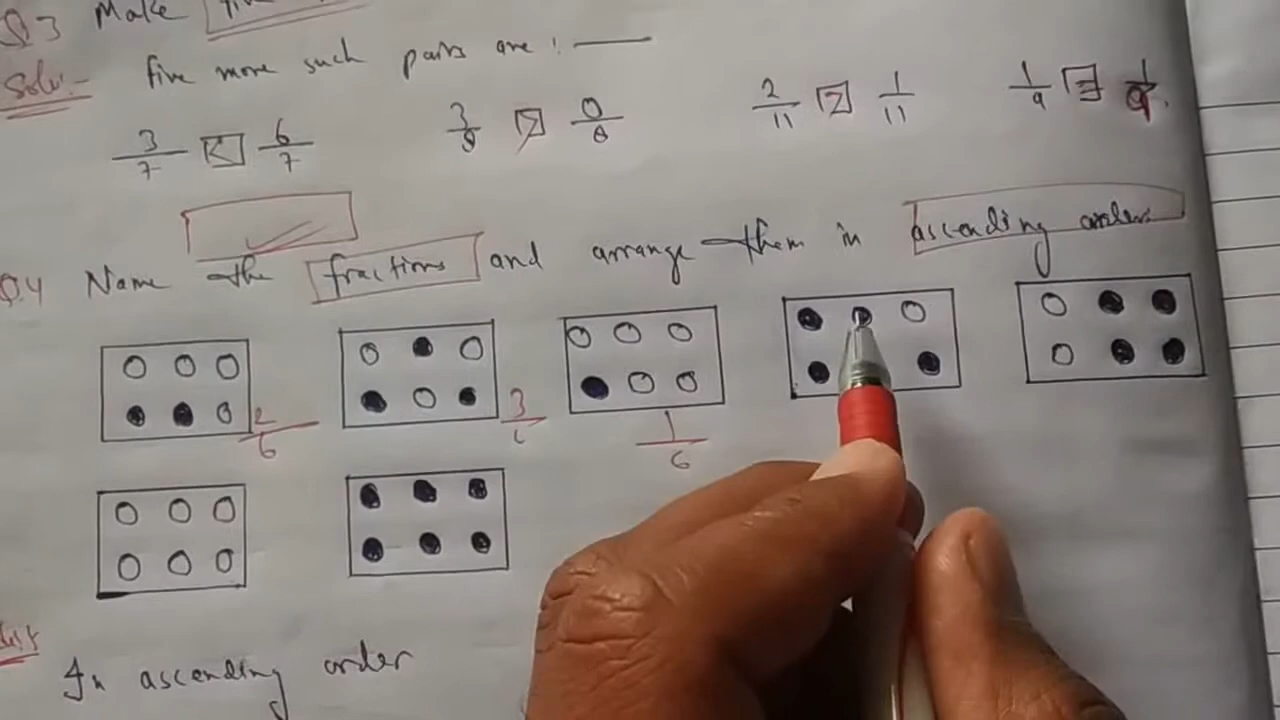 Q3 Make five
Solu:- five more such pairs are :
3/7 < 6/7 3/8 > 0/8 2/11 > 1/11 1/9 = 1/9.
Q.4 Name the fractions and arrange them in ascending order.
2/6 3/6 1/6
In ascending order